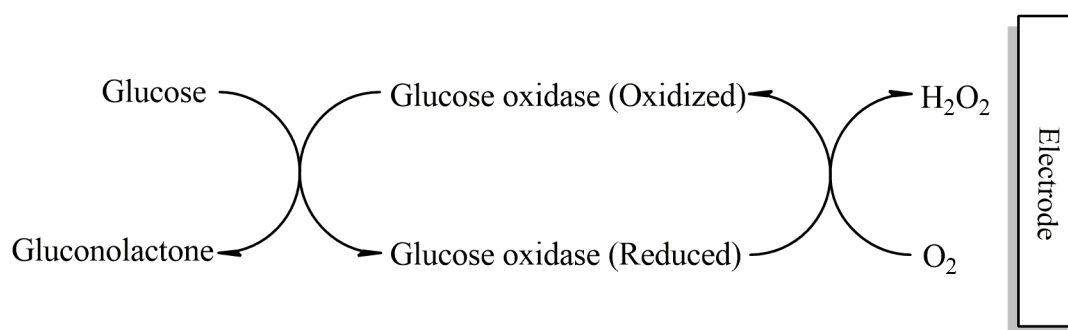 Glucose
Glucose oxidase (Oxidized)
H₂O₂
Electrode
Gluconolactone
Glucose oxidase (Reduced)
O₂